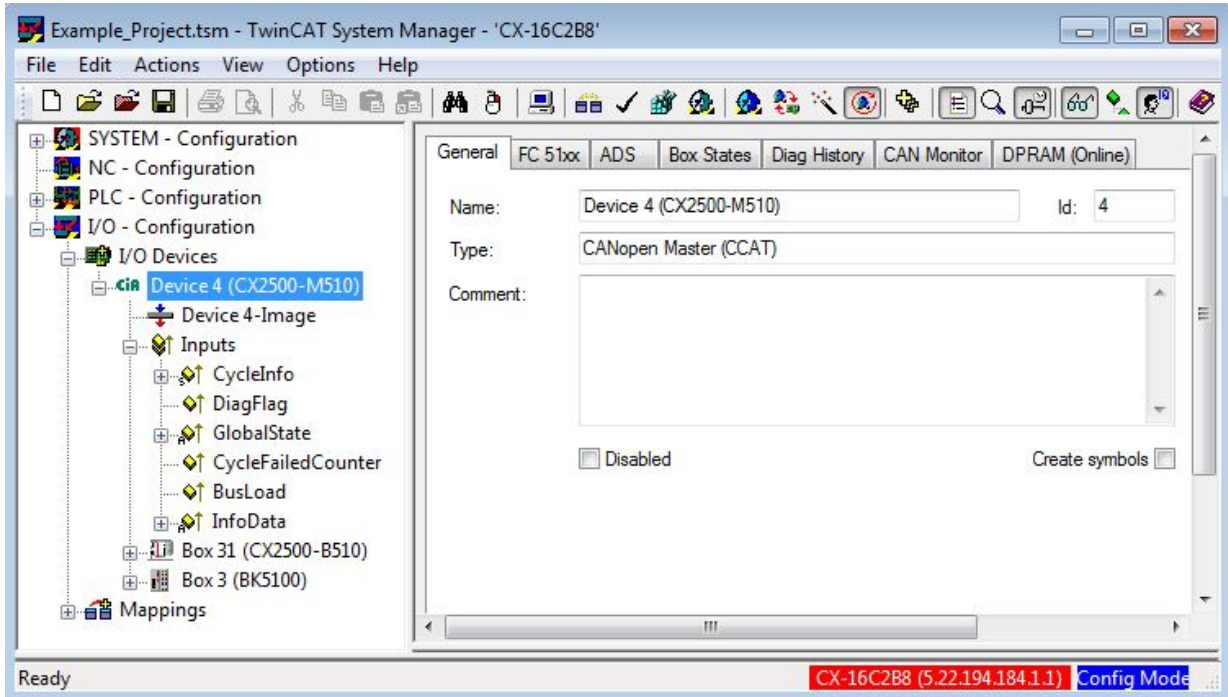 Example_Project.tsm - TwinCAT System Manager - 'CX-16C2B8'
File Edit Actions View Options Help
SYSTEM - Configuration
NC - Configuration
PLC - Configuration
I/O - Configuration
I/O Devices
CiA Device 4 (CX2500-M510)
Device 4-Image
Inputs
CycleInfo
DiagFlag
GlobalState
CycleFailedCounter
BusLoad
InfoData
Box 31 (CX2500-B510)
Box 3 (BK5100)
Mappings
General FC 51xx ADS Box States Diag History CAN Monitor DPRAM (Online)
Name: Device 4 (CX2500-M510) Id: 4
Type: CANopen Master (CCAT)
Comment:
Disabled Create symbols
Ready CX-16C2B8 (5.22.194.184.1.1) Config Mode